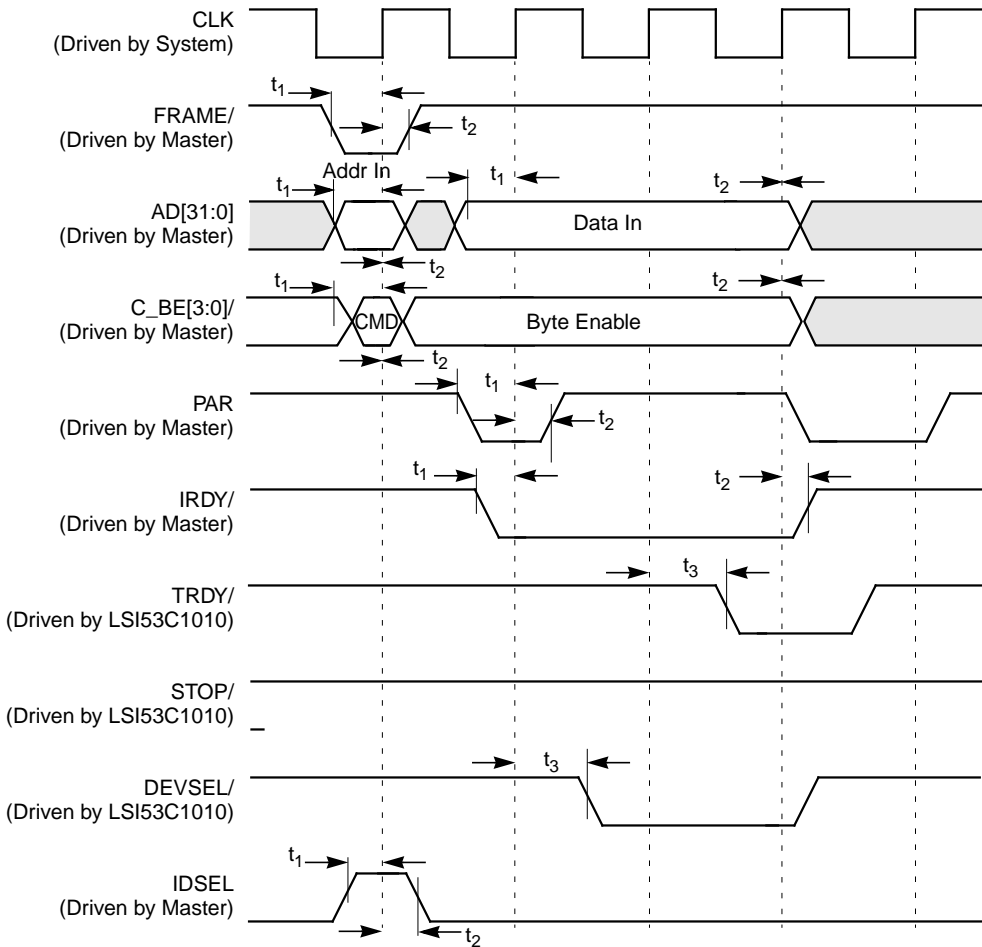 CLK
(Driven by System)
t1
FRAME/
(Driven by Master)
t2
Addr In
t1
t1
t2
AD[31:0]
(Driven by Master)
Data In
t2
t1
t2
C_BE[3:0]/
(Driven by Master)
CMD
Byte Enable
t2
t1
PAR
(Driven by Master)
t2
t1
t2
IRDY/
(Driven by Master)
t3
TRDY/
(Driven by LSI53C1010)
STOP/
(Driven by LSI53C1010)
t3
DEVSEL/
(Driven by LSI53C1010)
t1
IDSEL
(Driven by Master)
t2